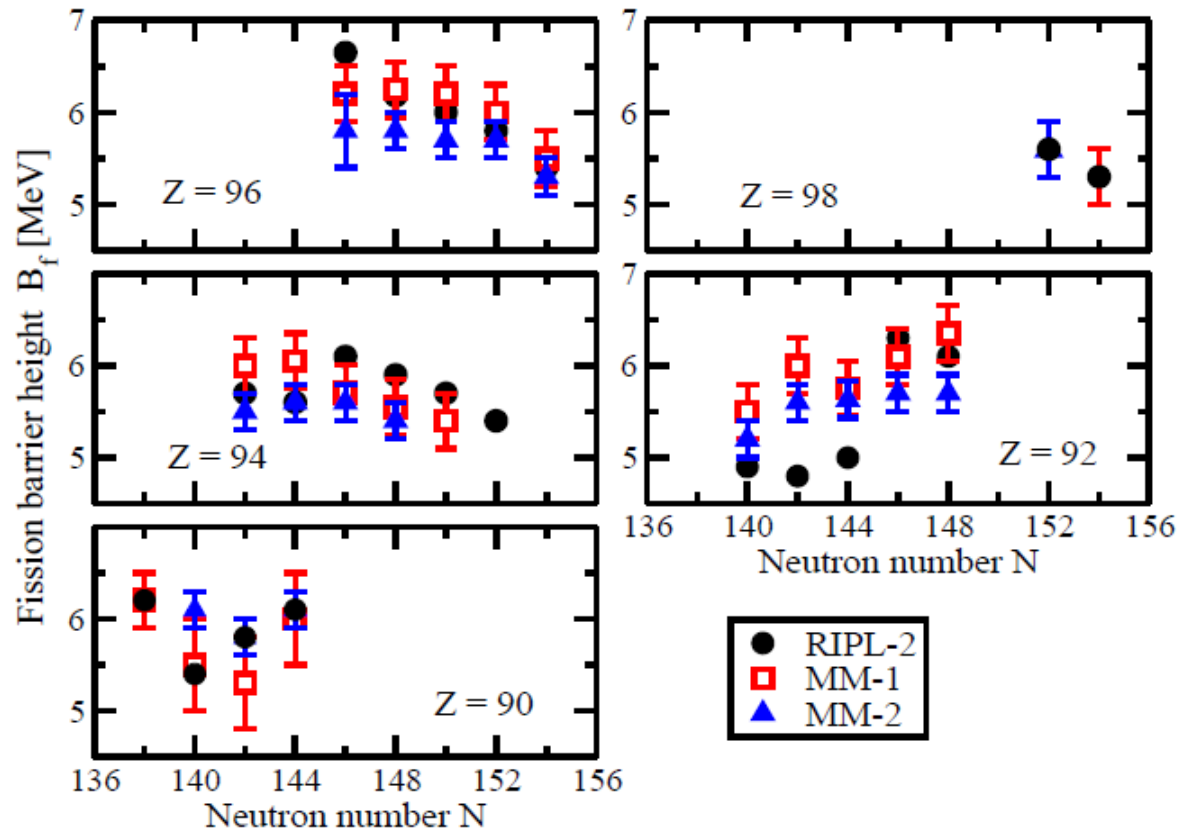 Fission barrier height B_f [MeV]
7
6
5
Z = 96
7
6
5
Z = 98
6
5
Z = 94
7
6
5
Z = 92
136 140 144 148 152 156
Neutron number N
6
5
Z = 90
136 140 144 148 152 156
Neutron number N
RIPL-2
MM-1
MM-2